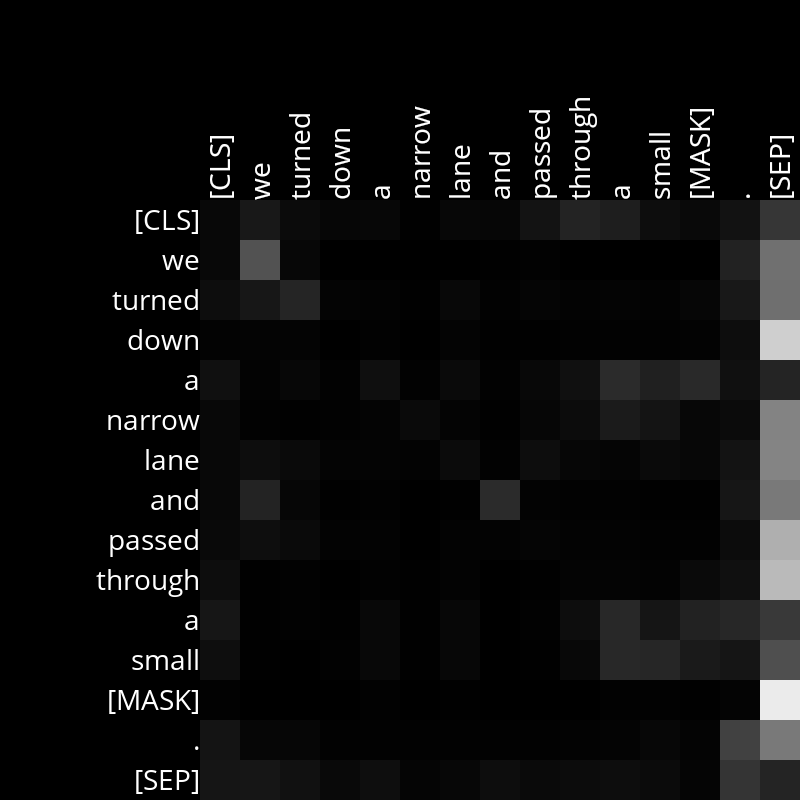 [CLS] we turned down a narrow lane and passed through a small [MASK] . [SEP]
[CLS]
we
turned
down
a
narrow
lane
and
passed
through
a
small
[MASK]
.
[SEP]